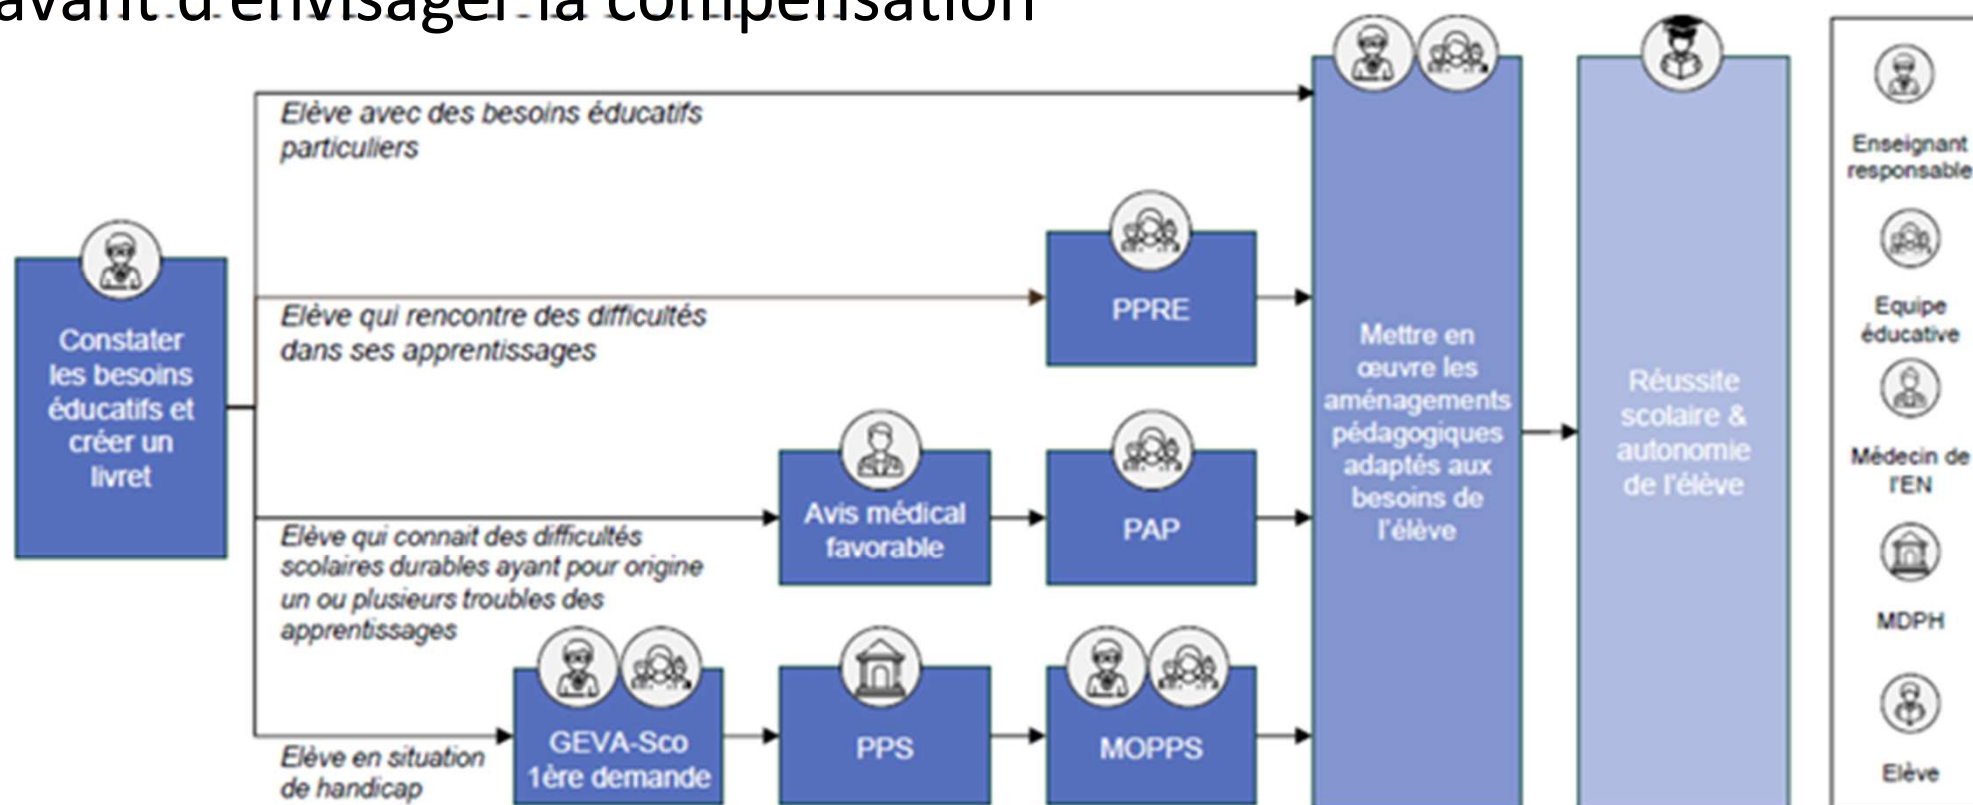 avant d'envisager la compensation
Elève avec des besoins éducatifs
particuliers
Elève qui rencontre des difficultés
dans ses apprentissages
Elève qui connait des difficultés
scolaires durables ayant pour origine
un ou plusieurs troubles des
apprentissages
Elève en situation
de handicap
Constater
les besoins
éducatifs et
créer un
livret
PPRE
Avis médical
favorable
PAP
GEVA-Sco
1ère demande
PPS
MOPPS
Mettre en
œuvre les
aménagements
pédagogiques
adaptés aux
besoins de
l'élève
Réussite
scolaire &
autonomie
de l'élève
Enseignant
responsable
Equipe
éducative
Médecin de
l'EN
MDPH
Elève